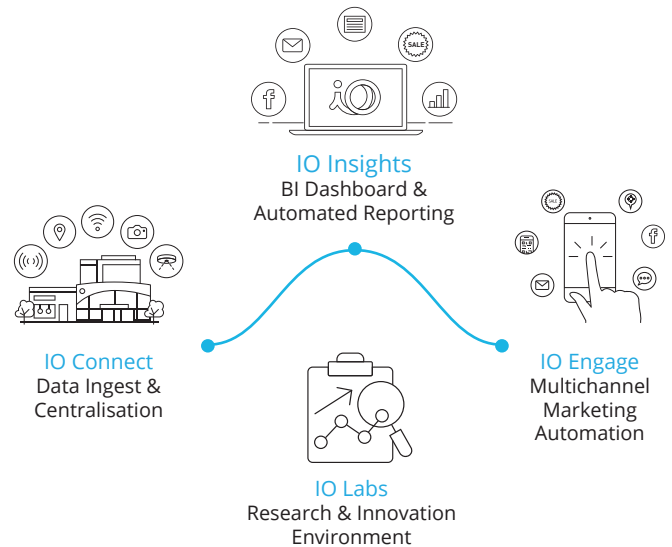 SALE
iO
IO Insights
BI Dashboard &
Automated Reporting
SALE
IO Connect
Data Ingest &
Centralisation
IO Engage
Multichannel
Marketing
Automation
IO Labs
Research & Innovation
Environment